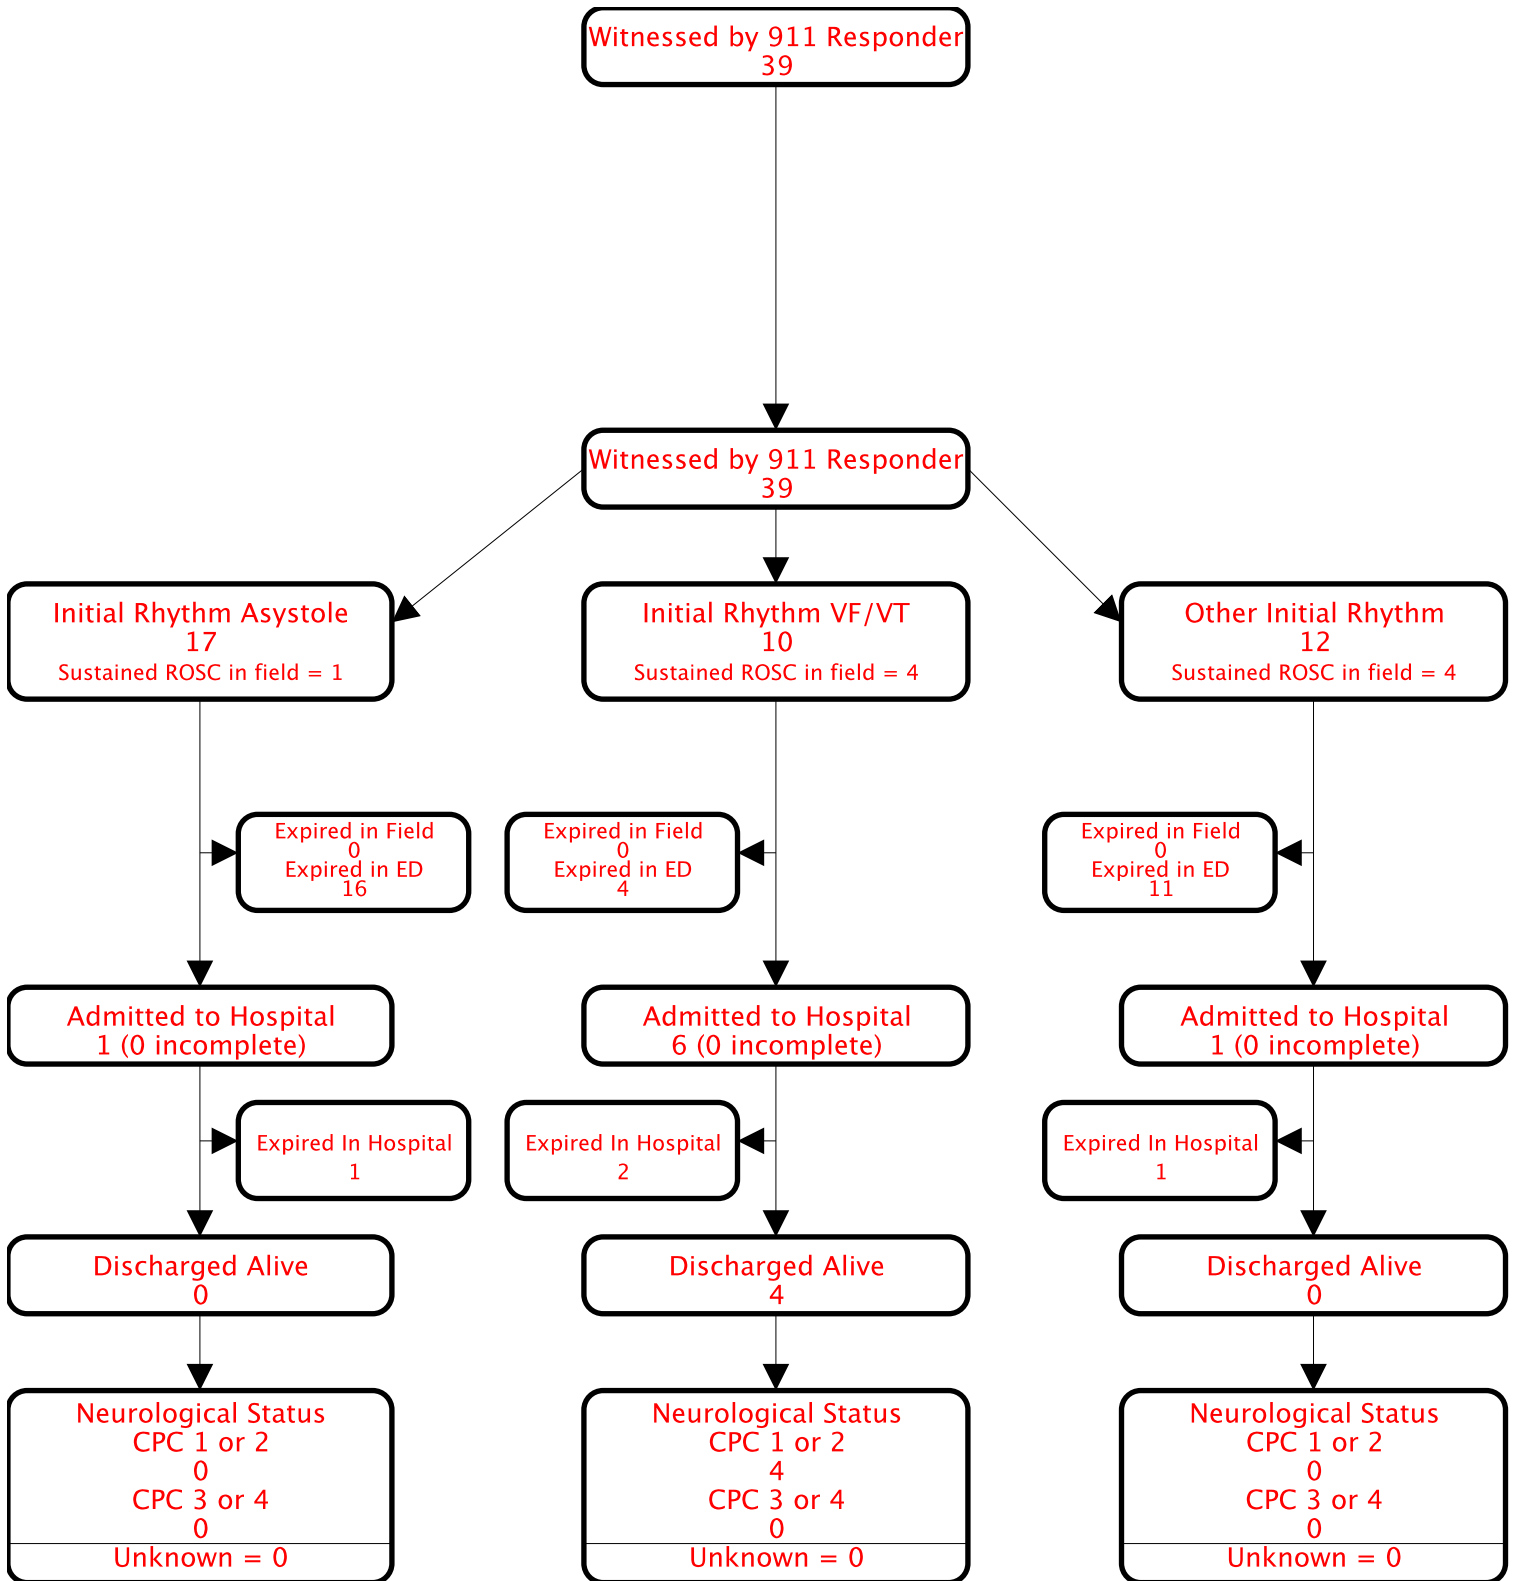 Witnessed by 911 Responder
39
Witnessed by 911 Responder
39
Initial Rhythm Asystole
17
Sustained ROSC in field = 1
Initial Rhythm VF/VT
10
Sustained ROSC in field = 4
Other Initial Rhythm
12
Sustained ROSC in field = 4
Expired in Field
0
Expired in ED
16
Expired in Field
0
Expired in ED
4
Expired in Field
0
Expired in ED
11
Admitted to Hospital
1 (0 incomplete)
Admitted to Hospital
6 (0 incomplete)
Admitted to Hospital
1 (0 incomplete)
Expired In Hospital
1
Expired In Hospital
2
Expired In Hospital
1
Discharged Alive
0
Discharged Alive
4
Discharged Alive
0
Neurological Status
CPC 1 or 2
0
CPC 3 or 4
0
Unknown = 0
Neurological Status
CPC 1 or 2
4
CPC 3 or 4
0
Unknown = 0
Neurological Status
CPC 1 or 2
0
CPC 3 or 4
0
Unknown = 0